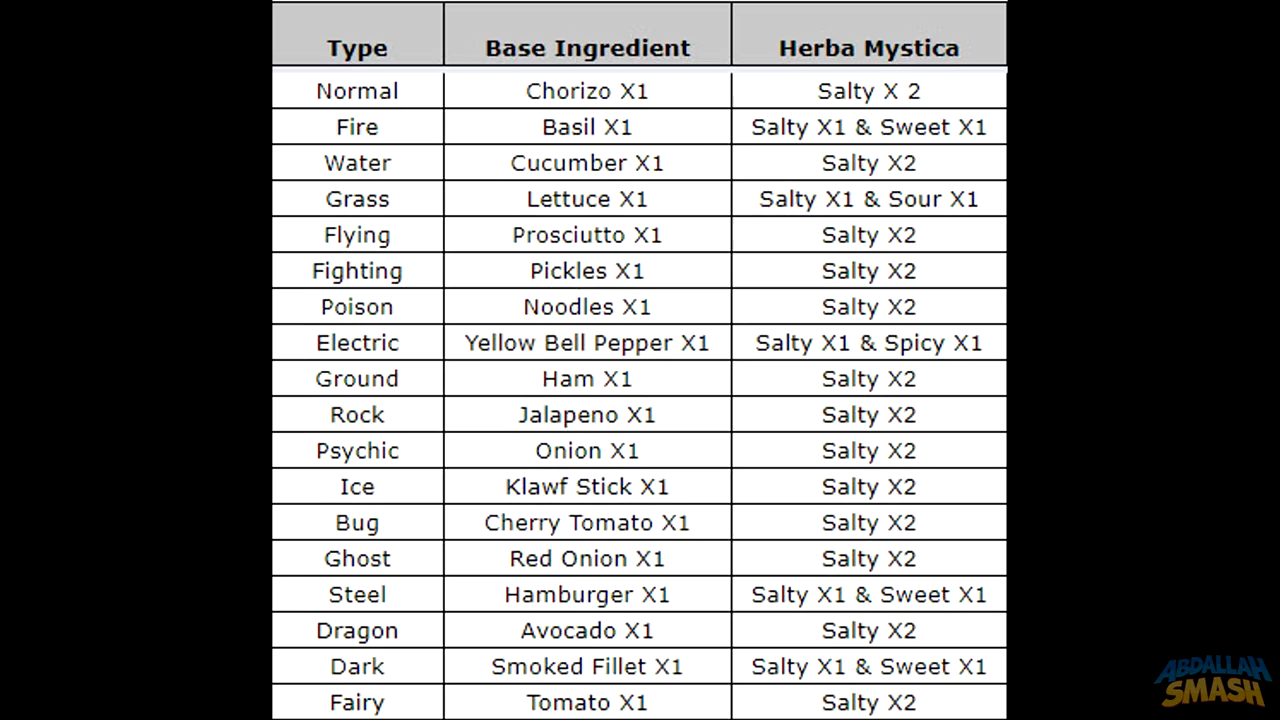 Type Base Ingredient Herba Mystica
Normal Chorizo X1 Salty X 2
Fire Basil X1 Salty X1 & Sweet X1
Water Cucumber X1 Salty X2
Grass Lettuce X1 Salty X1 & Sour X1
Flying Prosciutto X1 Salty X2
Fighting Pickles X1 Salty X2
Poison Noodles X1 Salty X2
Electric Yellow Bell Pepper X1 Salty X1 & Spicy X1
Ground Ham X1 Salty X2
Rock Jalapeno X1 Salty X2
Psychic Onion X1 Salty X2
Ice Klawf Stick X1 Salty X2
Bug Cherry Tomato X1 Salty X2
Ghost Red Onion X1 Salty X2
Steel Hamburger X1 Salty X1 & Sweet X1
Dragon Avocado X1 Salty X2
Dark Smoked Fillet X1 Salty X1 & Sweet X1
Fairy Tomato X1 Salty X2
ABDALLAH
SMASH